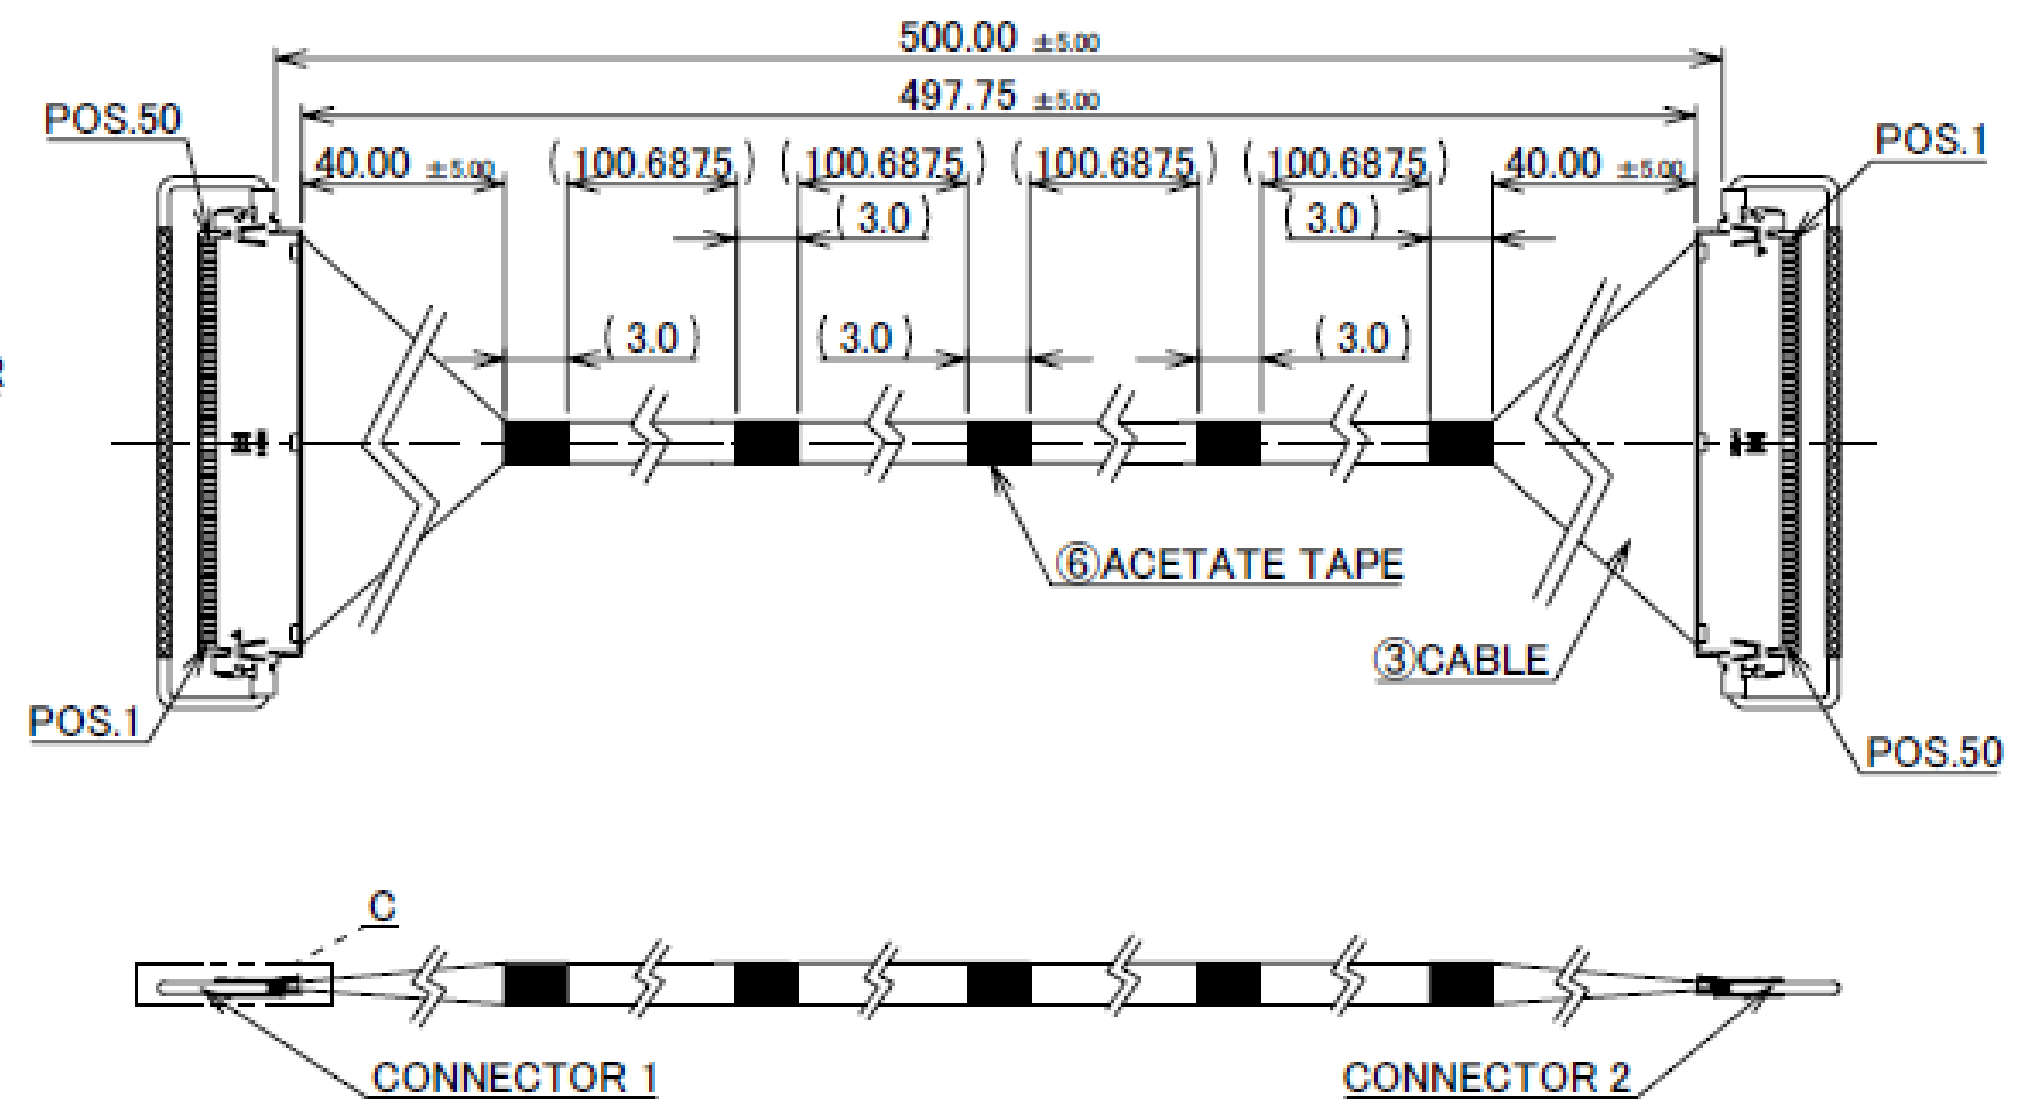 500.00 ±5.00
497.75 ±5.00
POS.50
POS.1
40.00 ±5.00 (100.6875) (100.6875) (100.6875) (100.6875) 40.00 ±5.00
(3.0) (3.0)
(3.0) (3.0) (3.0)
⑥ACETATE TAPE
③CABLE
POS.1
POS.50
C
CONNECTOR 1
CONNECTOR 2